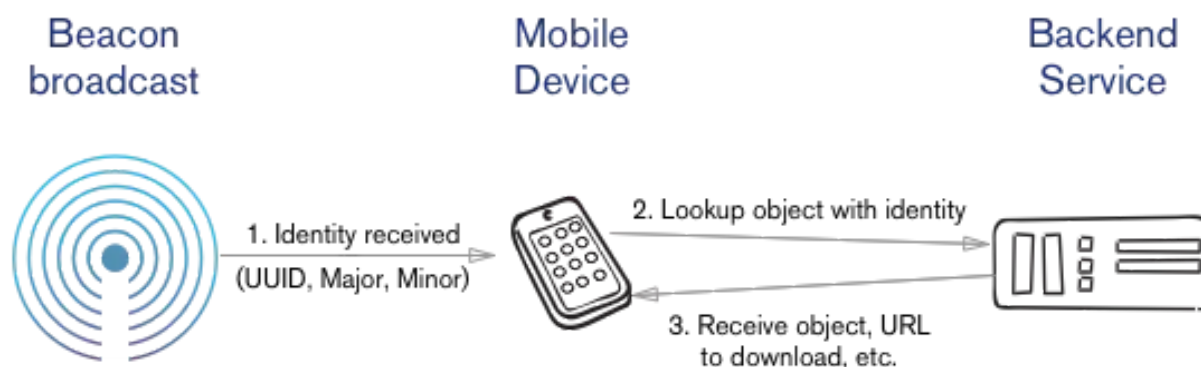 Beacon
broadcast
Mobile
Device
Backend
Service
1. Identity received
(UUID, Major, Minor)
2. Lookup object with identity
3. Receive object, URL
to download, etc.